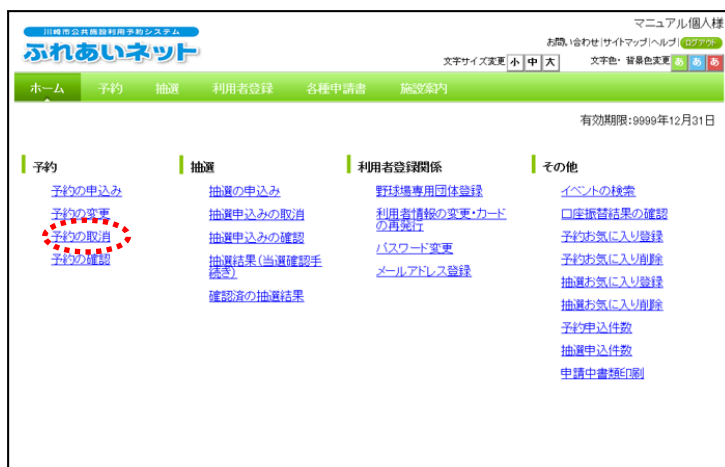 マニュアル個人様
川崎市公共施設利用予約システム
ふれあいネット
お問い合わせ|サイトマップ|ヘルプ|ログアウト
文字サイズ変更 小 中 大 文字色・背景色変更 あ あ あ
ホーム 予約 抽選 利用者登録 各種申請書 施設案内
有効期限:9999年12月31日
予約
予約の申込み
予約の変更
予約の取消
予約の確認
抽選
抽選の申込み
抽選申込みの取消
抽選申込みの確認
抽選結果(当選確認手
続き)
確認済の抽選結果
利用者登録関係
野球場専用団体登録
利用者情報の変更・カード
の再発行
パスワード変更
メールアドレス登録
その他
イベントの検索
口座振替結果の確認
予約お気に入り登録
予約お気に入り削除
抽選お気に入り登録
抽選お気に入り削除
予約申込件数
抽選申込件数
申請中書類印刷